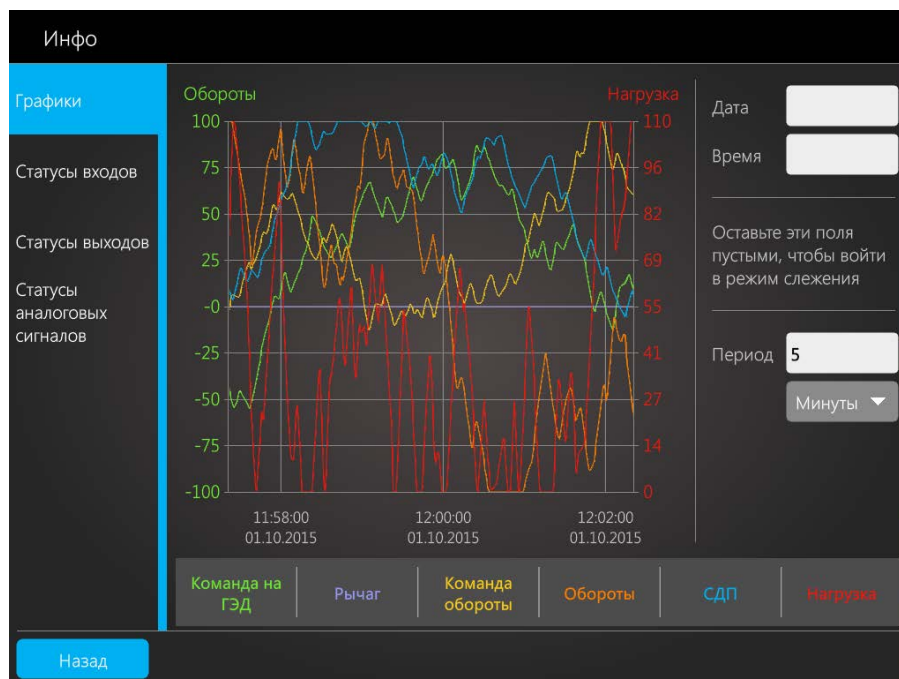 Инфо
Графики
Статусы входов
Статусы выходов
Статусы
аналоговых
сигналов
Обороты
Нагрузка
100
75
50
25
-0
-25
-50
-75
-100
110
96
82
69
55
41
27
14
0
11:58:00
01.10.2015
12:00:00
01.10.2015
12:02:00
01.10.2015
Дата
Время
Оставьте эти поля
пустыми, чтобы войти
в режим слежения
Период 5
Минуты
Команда на
ГЭД
Рычаг
Команда
обороты
Обороты
СДП
Нагрузка
Назад